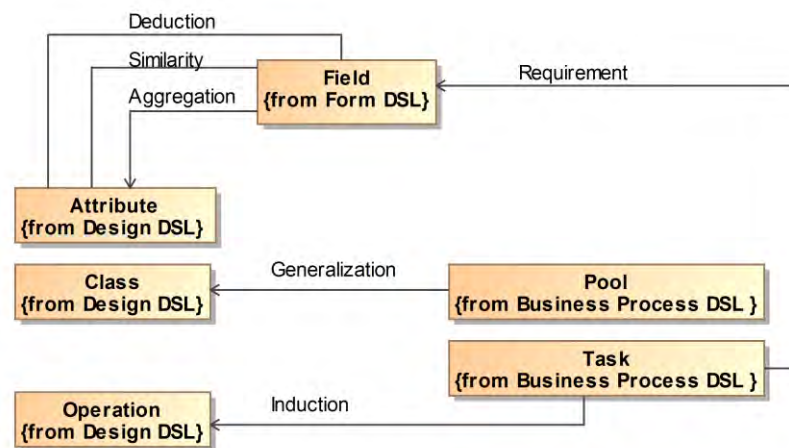 Deduction
Similarity
Aggregation
Field
{from Form DSL}
Requirement
Attribute
{from Design DSL}
Class
{from Design DSL}
Generalization
Pool
{from Business Process DSL }
Task
{from Business Process DSL }
Operation
{from Design DSL}
Induction